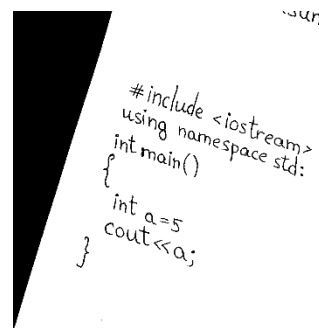 #include <iostream>
using namespace std:
int main()
{
int a=5
cout<<a;
}